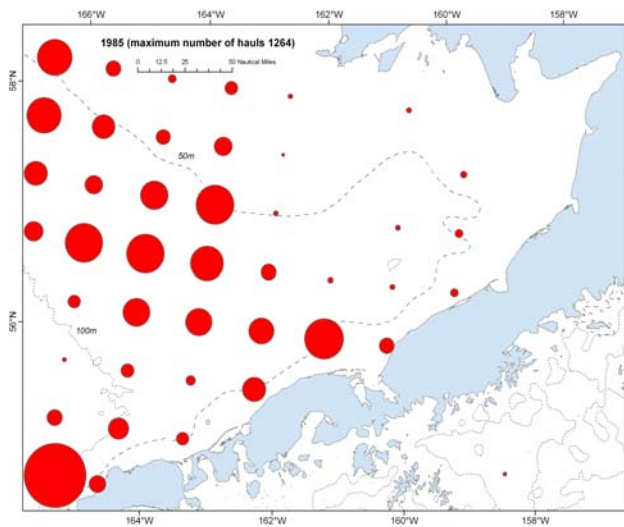 166°W 164°W 162°W 160°W 158°W
1985 (maximum number of hauls 1264)
0 12.5 25 50 Nautical Miles
58°N
50m
56°N
100m
164°W 162°W 160°W 158°W